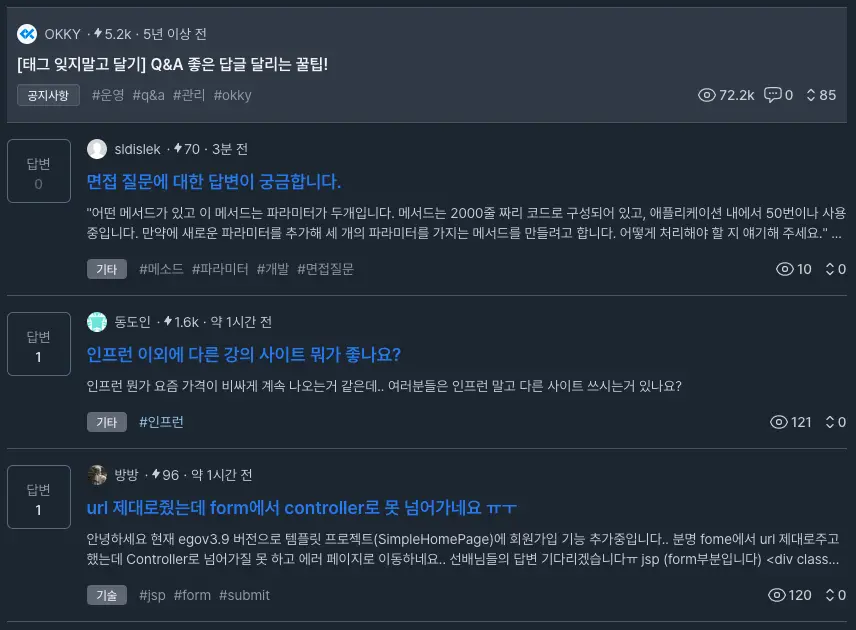 OKKY · 5.2k · 5년 이상 전
[태그 잊지말고 달기] Q&A 좋은 답글 달리는 꿀팁!
공지사항 #운영 #q&a #관리 #okky 72.2k 0 85
답변
0
sldislek · 70 · 3분 전
면접 질문에 대한 답변이 궁금합니다.
"어떤 메서드가 있고 이 메서드는 파라미터가 두개입니다. 메서드는 2000줄 짜리 코드로 구성되어 있고, 애플리케이션 내에서 50번이나 사용
중입니다. 만약에 새로운 파라미터를 추가해 세 개의 파라미터를 가지는 메서드를 만들려고 합니다. 어떻게 처리해야 할 지 얘기해 주세요." ...
기타 #메소드 #파라미터 #개발 #면접질문 10 0
답변
1
동도인 · 1.6k · 약 1시간 전
인프런 이외에 다른 강의 사이트 뭐가 좋나요?
인프런 뭔가 요즘 가격이 비싸게 계속 나오는거 같은데.. 여러분들은 인프런 말고 다른 사이트 쓰시는거 있나요?
기타 #인프런 121 0
답변
1
방방 · 96 · 약 1시간 전
url 제대로줬는데 form에서 controller로 못 넘어가네요 ㅠㅜ
안녕하세요 현재 egov3.9 버전으로 템플릿 프로젝트(SimpleHomePage)에 회원가입 기능 추가중입니다.. 분명 fome에서 url 제대로주고
했는데 Controller로 넘어가질 못 하고 에러 페이지로 이동하네요.. 선배님들의 답변 기다리겠습니다ㅠ jsp (form부분입니다) <div class...
기술 #jsp #form #submit 120 0